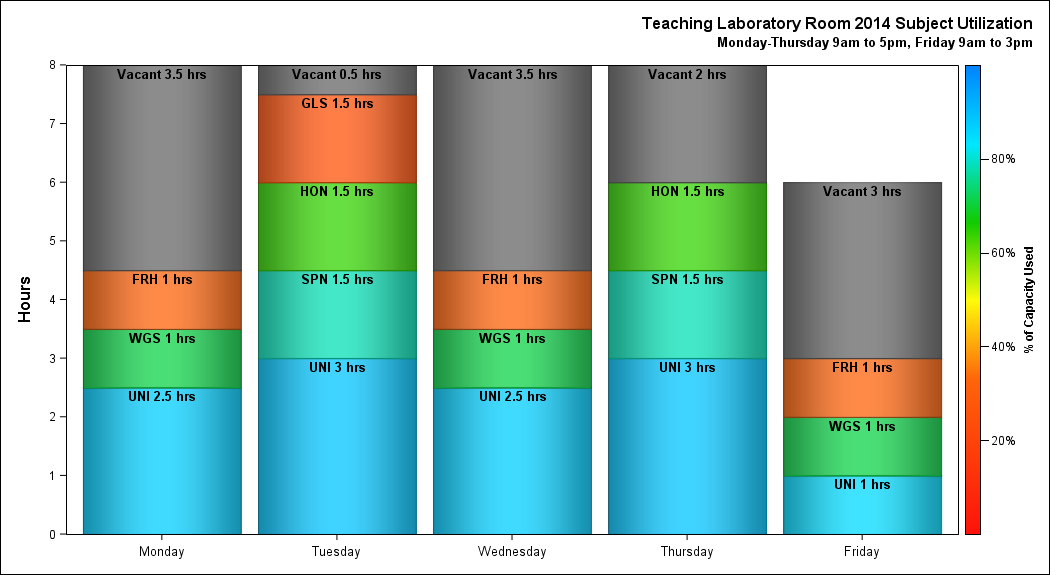 Teaching Laboratory Room 2014 Subject Utilization
Monday-Thursday 9am to 5pm, Friday 9am to 3pm
Hours
8
7
6
5
4
3
2
1
0
Vacant 3.5 hrs
FRH 1 hrs
WGS 1 hrs
UNI 2.5 hrs
Vacant 0.5 hrs
GLS 1.5 hrs
HON 1.5 hrs
SPN 1.5 hrs
UNI 3 hrs
Vacant 3.5 hrs
FRH 1 hrs
WGS 1 hrs
UNI 2.5 hrs
Vacant 2 hrs
HON 1.5 hrs
SPN 1.5 hrs
UNI 3 hrs
Vacant 3 hrs
FRH 1 hrs
WGS 1 hrs
UNI 1 hrs
Monday
Tuesday
Wednesday
Thursday
Friday
80%
60%
40%
20%
% of Capacity Used